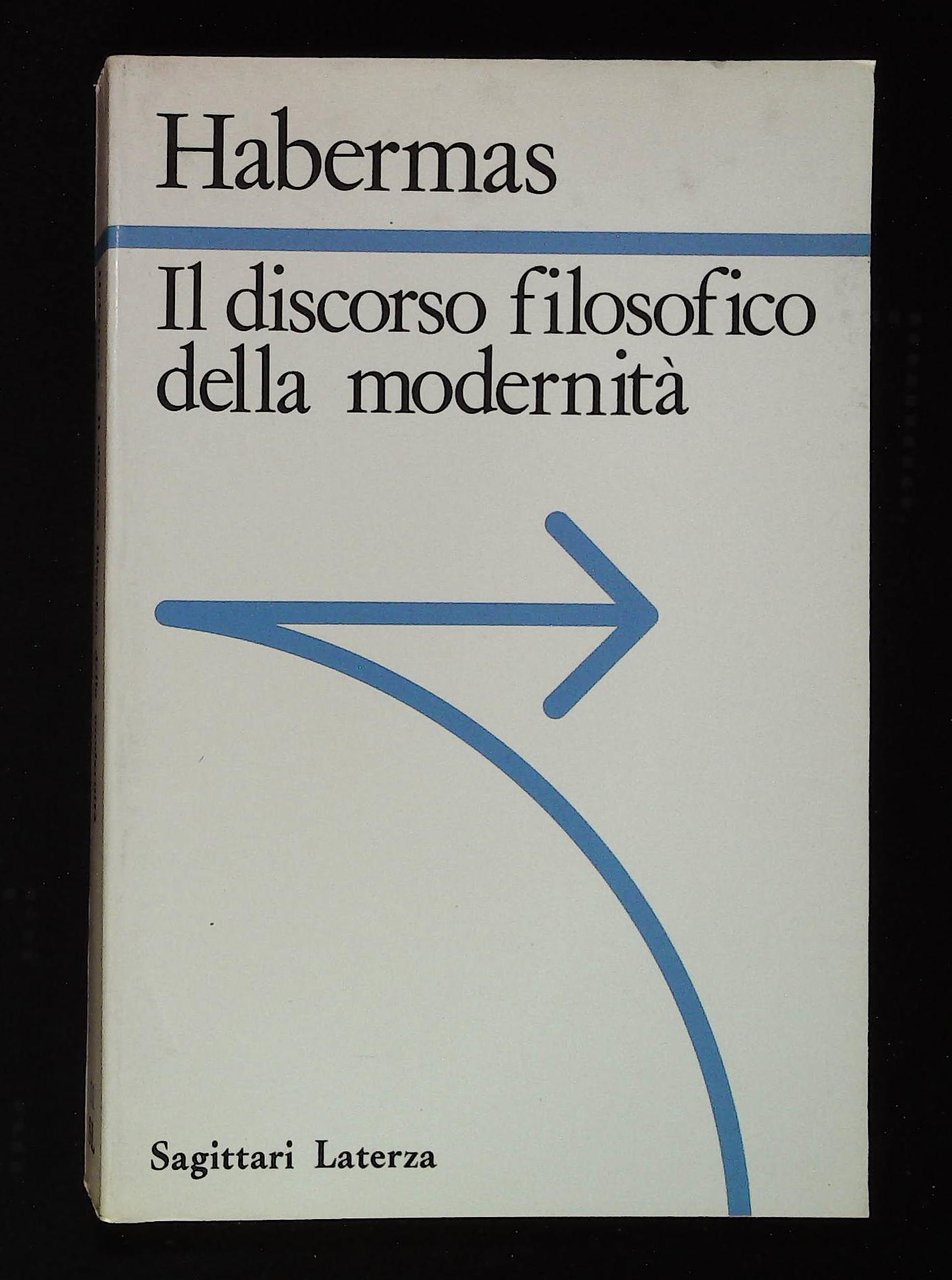 Habermas
Il discorso filosofico
della modernità
Sagittari Laterza